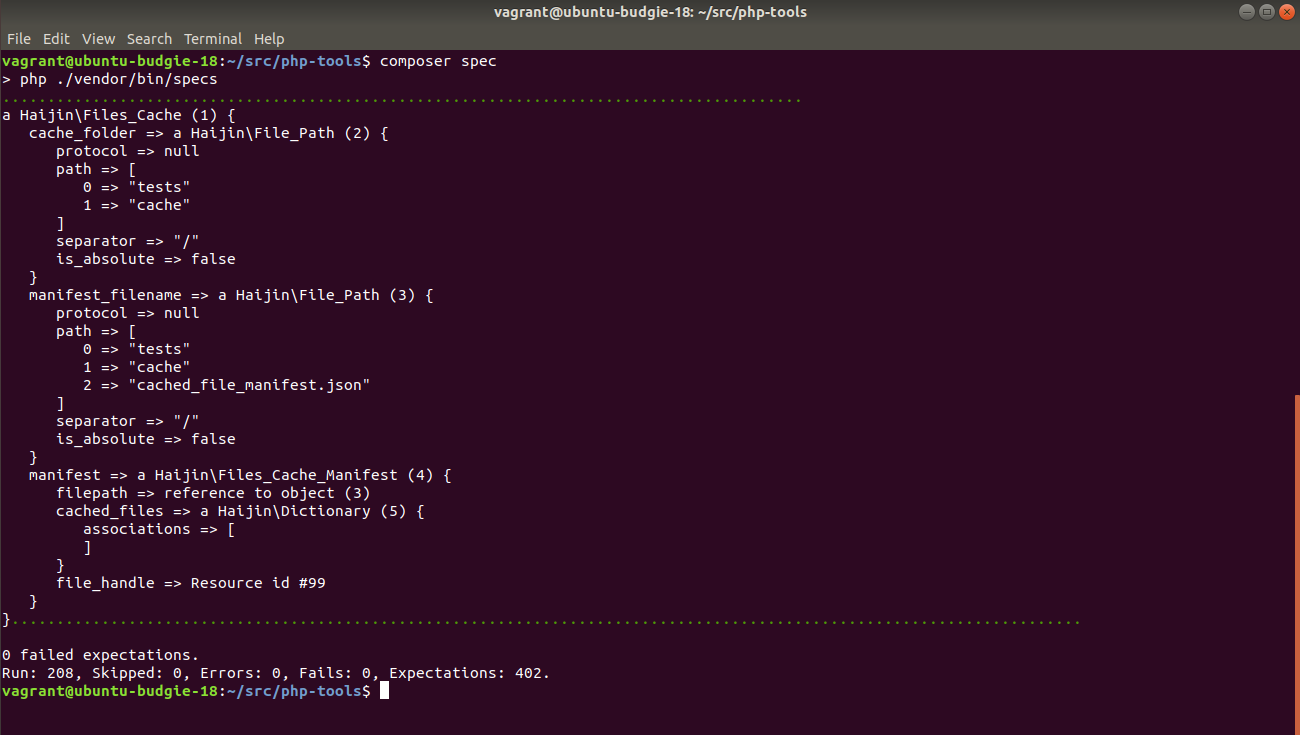 vagrant@ubuntu-budgie-18: ~/src/php-tools
File Edit View Search Terminal Help
vagrant@ubuntu-budgie-18:~/src/php-tools$ composer spec
> php ./vendor/bin/specs
.........................................................................................
a Haijin\Files_Cache (1) {
   cache_folder => a Haijin\File_Path (2) {
      protocol => null
      path => [
         0 => "tests"
         1 => "cache"
      ]
      separator => "/"
      is_absolute => false
   }
   manifest_filename => a Haijin\File_Path (3) {
      protocol => null
      path => [
         0 => "tests"
         1 => "cache"
         2 => "cached_file_manifest.json"
      ]
      separator => "/"
      is_absolute => false
   }
   manifest => a Haijin\Files_Cache_Manifest (4) {
      filepath => reference to object (3)
      cached_files => a Haijin\Dictionary (5) {
         associations => [
         ]
      }
      file_handle => Resource id #99
   }
}.......................................................................................................................
0 failed expectations.
Run: 208, Skipped: 0, Errors: 0, Fails: 0, Expectations: 402.
vagrant@ubuntu-budgie-18:~/src/php-tools$